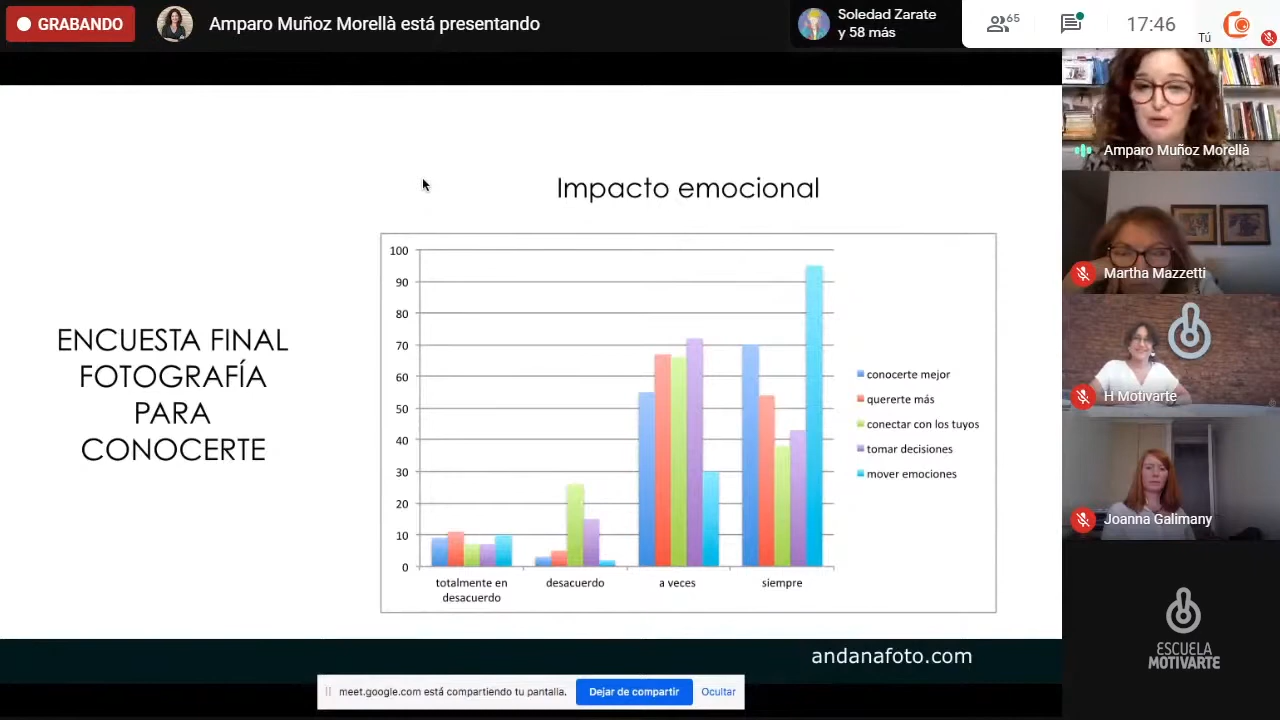 GRABANDO
Amparo Muñoz Morellà está presentando
Soledad Zarate
y 58 más
65
17:46
Tú
Amparo Muñoz Morellà
Martha Mazzetti
H Motivarte
Joanna Galimany
ESCUELA
MOTIVARTE
ENCUESTA FINAL
FOTOGRAFÍA
PARA
CONOCERTE
Impacto emocional
100
90
80
70
60
50
40
30
20
10
0
totalmente en
desacuerdo
desacuerdo
a veces
siempre
conocerte mejor
quererte más
conectar con los tuyos
tomar decisiones
mover emociones
andanafoto.com
meet.google.com está compartiendo tu pantalla.
Dejar de compartir
Ocultar